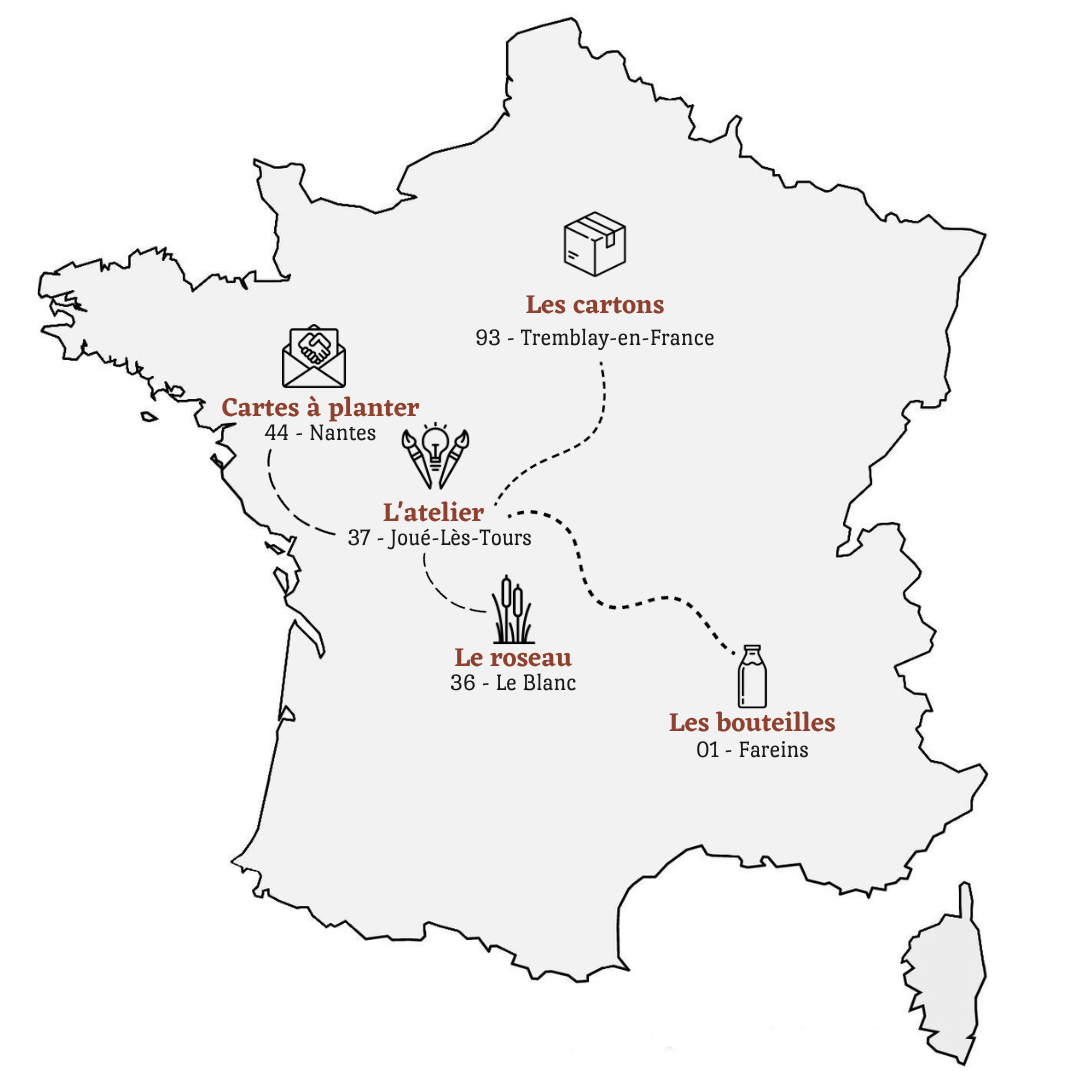 Les cartons
93 - Tremblay-en-France
Cartes à planter
44 - Nantes
L'atelier
37 - Joué-Lès-Tours
Le roseau
36 - Le Blanc
Les bouteilles
01 - Fareins